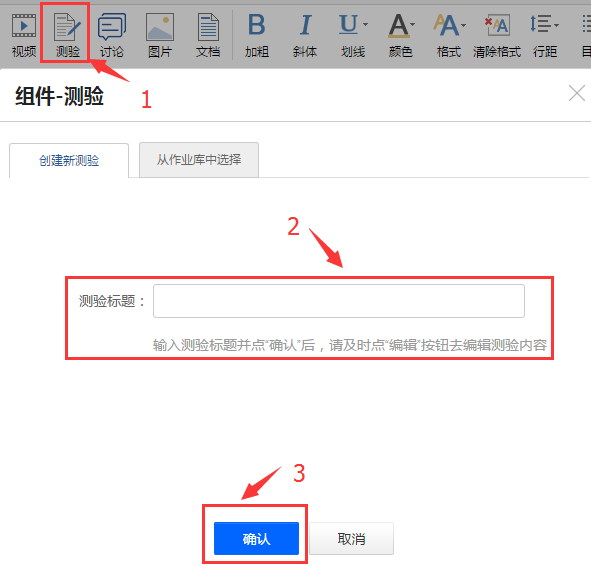 视频 测验 讨论 图片 文档 B 加粗 I 斜体 U 划线 A 颜色 AA 格式 AA 清除格式 行距
1
组件-测验
创建新测验 从作业库中选择
2
测验标题：
输入测验标题并点“确认”后，请及时点“编辑”按钮去编辑测验内容
3
确认 取消